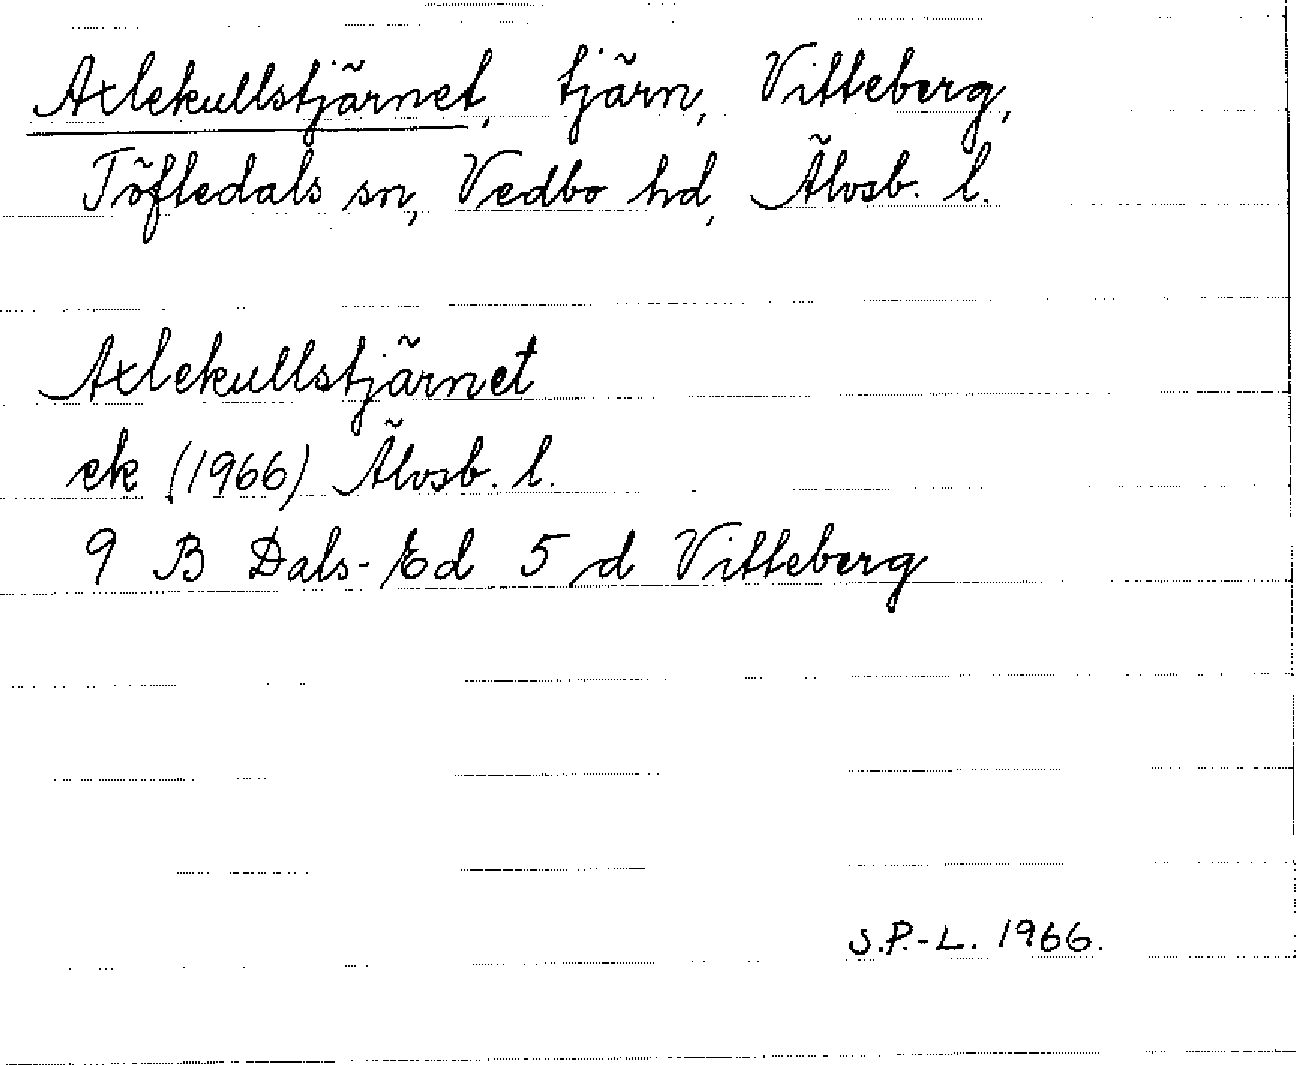 Axlekullstjärnet, tjärn, Vitteberg,
Töftedals sn, Vedbo hd, Älvsb. l.
Axlekullstjärnet
ek (1966) Älvsb. l.
9 B Dals-Ed 5 d Vitteberg
S.P.-L. 1966.